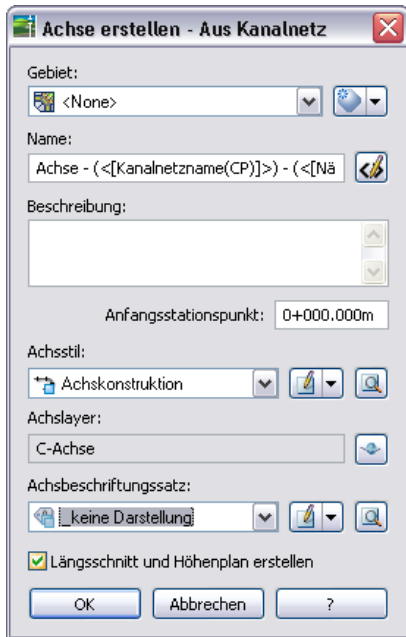 Achse erstellen - Aus Kanalnetz
Gebiet:
<None>
Name:
Achse - (<[Kanalnetzname(CP)]>) - (<[Nä
Beschreibung:
Anfangsstationspunkt: 0+000.000m
Achsstil:
Achskonstruktion
Achslayer:
C-Achse
Achsbeschriftungssatz:
_keine Darstellung
Längsschnitt und Höhenplan erstellen
OK Abbrechen ?